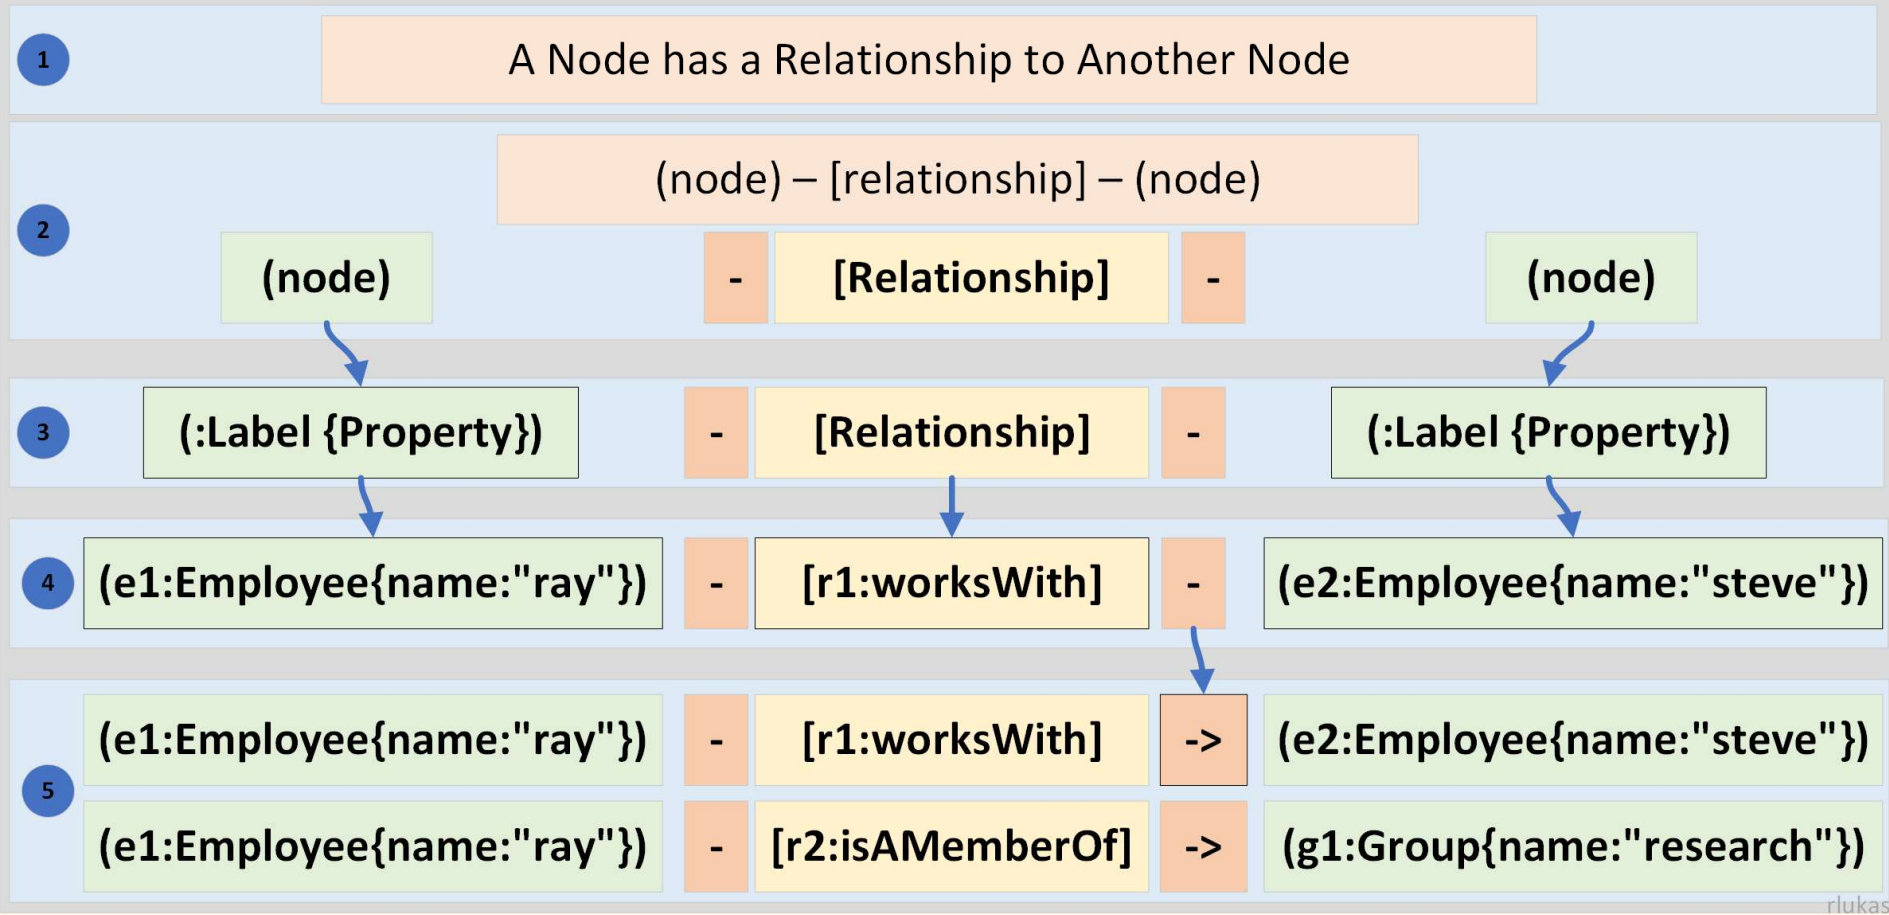 1 A Node has a Relationship to Another Node
2
(node) – [relationship] – (node)
(node) - [Relationship] - (node)
3 (:Label {Property}) - [Relationship] - (:Label {Property})
4 (e1:Employee{name:"ray"}) - [r1:worksWith] - (e2:Employee{name:"steve"})
5
(e1:Employee{name:"ray"}) - [r1:worksWith] -> (e2:Employee{name:"steve"})
(e1:Employee{name:"ray"}) - [r2:isAMemberOf] -> (g1:Group{name:"research"})
rlukas